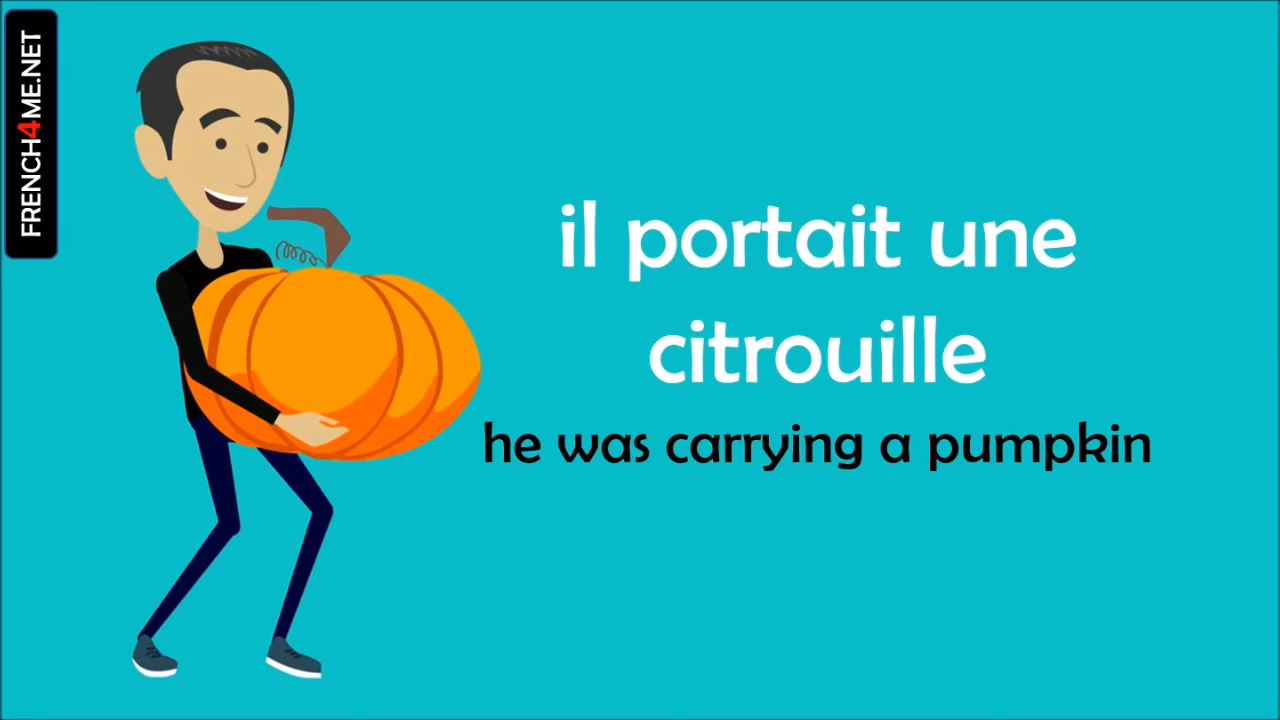 FRENCH4ME.NET
il portait une
citrouille
he was carrying a pumpkin